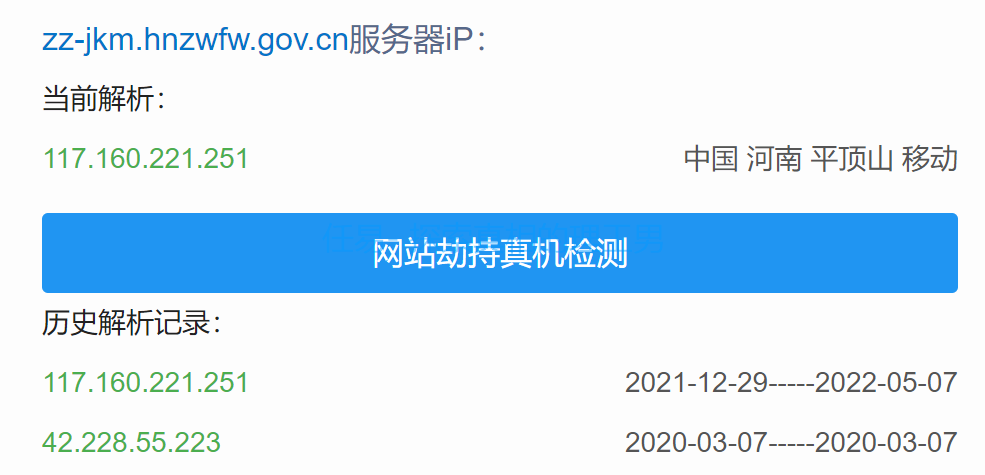 zz-jkm.hnzwfw.gov.cn服务器iP：
当前解析：
117.160.221.251 中国 河南 平顶山 移动
网站劫持真机检测
历史解析记录：
117.160.221.251 2021-12-29-----2022-05-07
42.228.55.223 2020-03-07-----2020-03-07